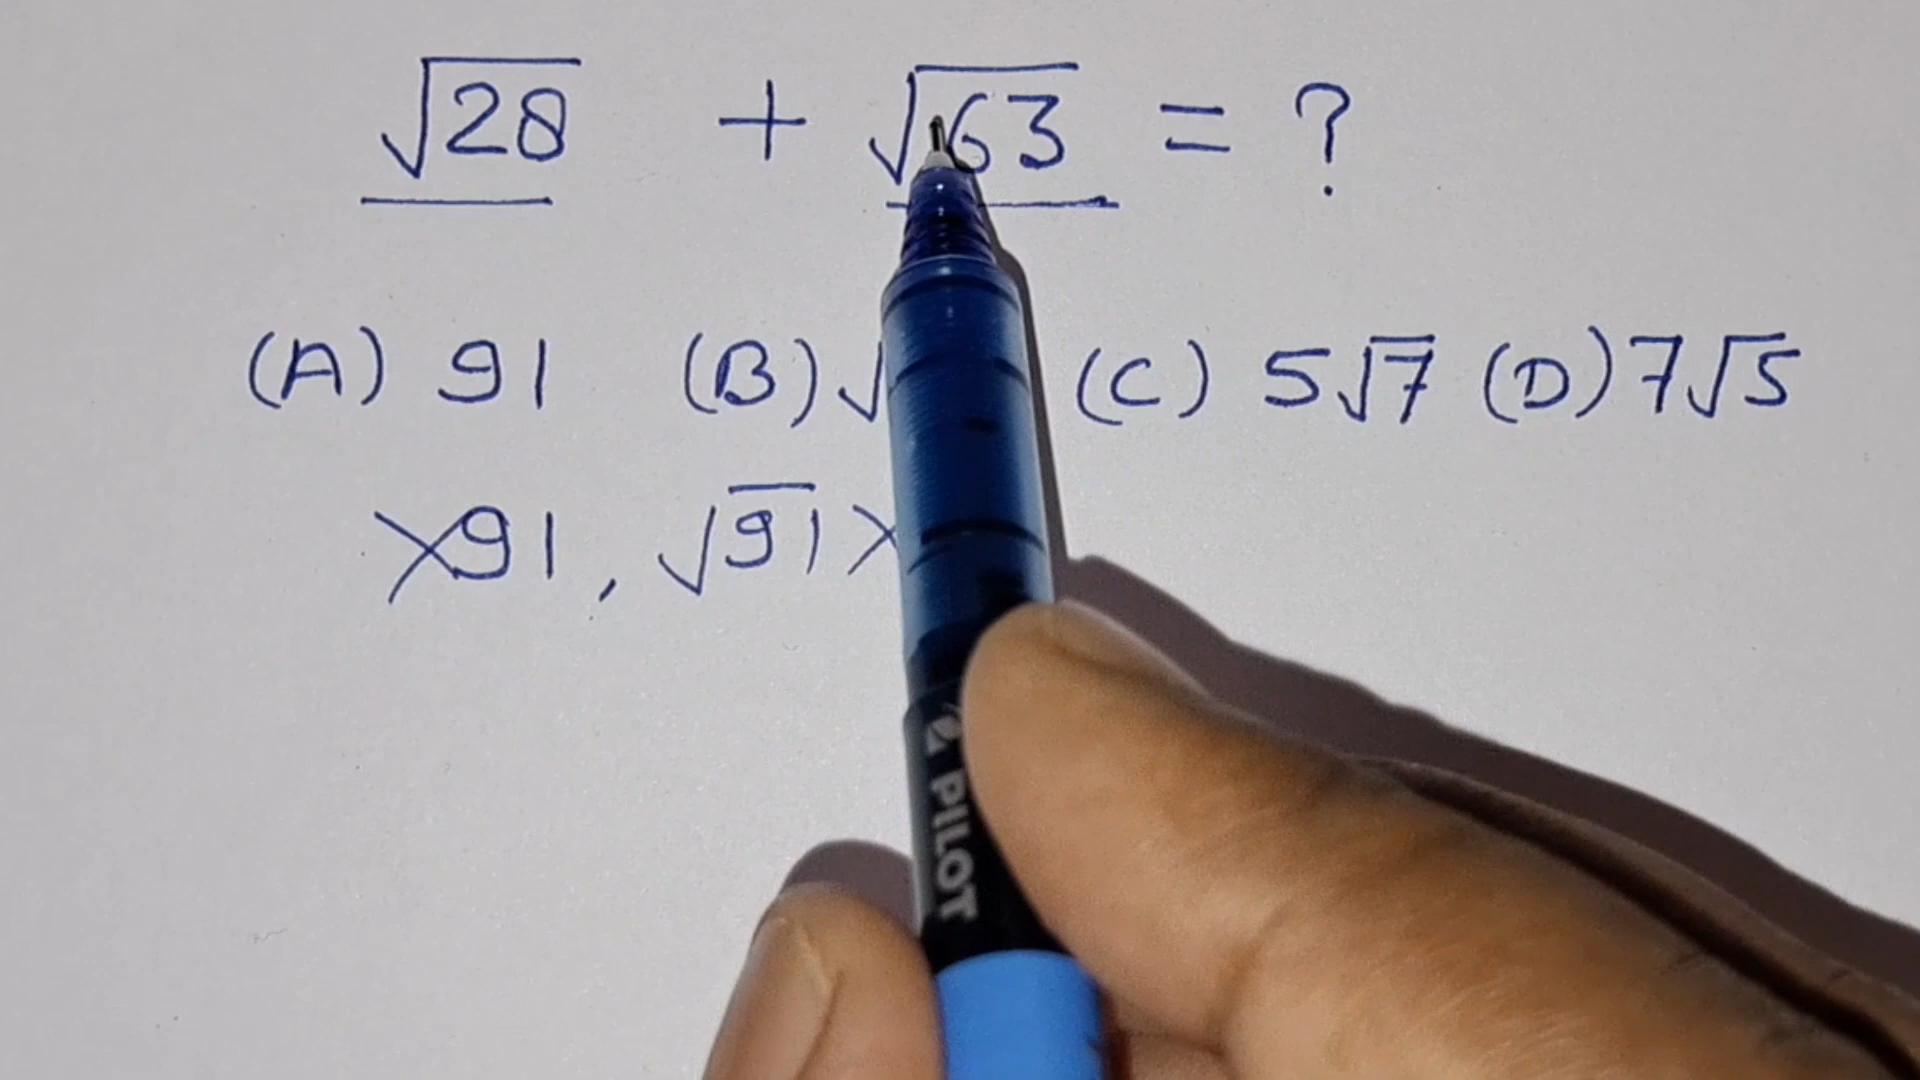 √28 + √63 = ?
(A) 91 (B) √ (C) 5√7 (D) 7√5
×91, √91 ×
PILOT